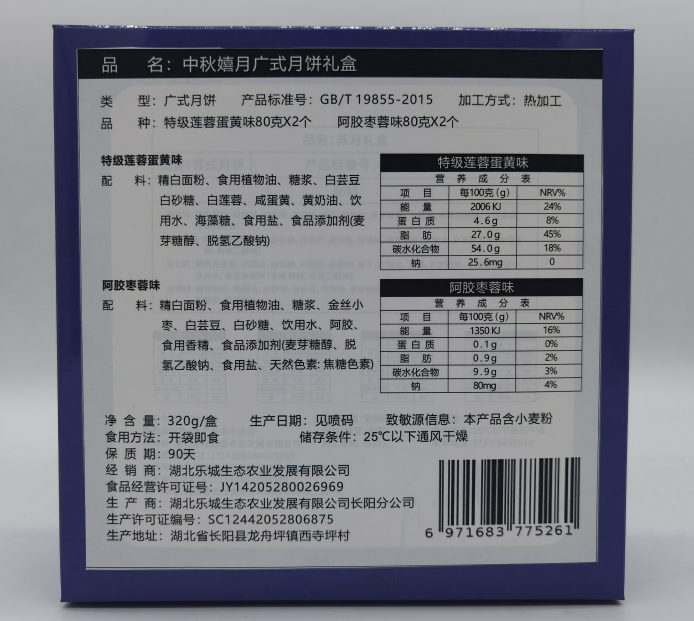 品 名：中秋嬉月广式月饼礼盒
类 型：广式月饼 产品标准号：GB/T 19855-2015 加工方式：热加工
品 种：特级莲蓉蛋黄味80克X2个 阿胶枣蓉味80克X2个
特级莲蓉蛋黄味
配 料：精白面粉、食用植物油、糖浆、白芸豆
白砂糖、白莲蓉、咸蛋黄、黄奶油、饮
用水、海藻糖、食用盐、食品添加剂(麦
芽糖醇、脱氢乙酸钠)
特级莲蓉蛋黄味
营 养 成 分 表
项 目 每100克(g) NRV%
能 量 2006 KJ 24%
蛋白质 4.6g 8%
脂 肪 27.0g 45%
碳水化合物 54.0g 18%
钠 25.6mg 0
阿胶枣蓉味
配 料：精白面粉、食用植物油、糖浆、金丝小
枣、白芸豆、白砂糖、饮用水、阿胶、
食用香精、食品添加剂(麦芽糖醇、脱
氢乙酸钠、食用盐、天然色素: 焦糖色素)
阿胶枣蓉味
营 养 成 分 表
项 目 每100克(g) NRV%
能 量 1350 KJ 16%
蛋白质 0.1g 0%
脂 肪 0.9g 2%
碳水化合物 9.9g 3%
钠 80mg 4%
净 含 量：320g/盒 生产日期：见喷码 致敏源信息：本产品含小麦粉
食用方法：开袋即食 储存条件：25℃以下通风干燥
保 质 期：90天
经 销 商：湖北乐城生态农业发展有限公司
食品经营许可证号：JY14205280026969
生 产 商：湖北乐城生态农业发展有限公司长阳分公司
生产许可证编号：SC12442052806875
生产地址：湖北省长阳县龙舟坪镇西寺坪村
6 971683 775261